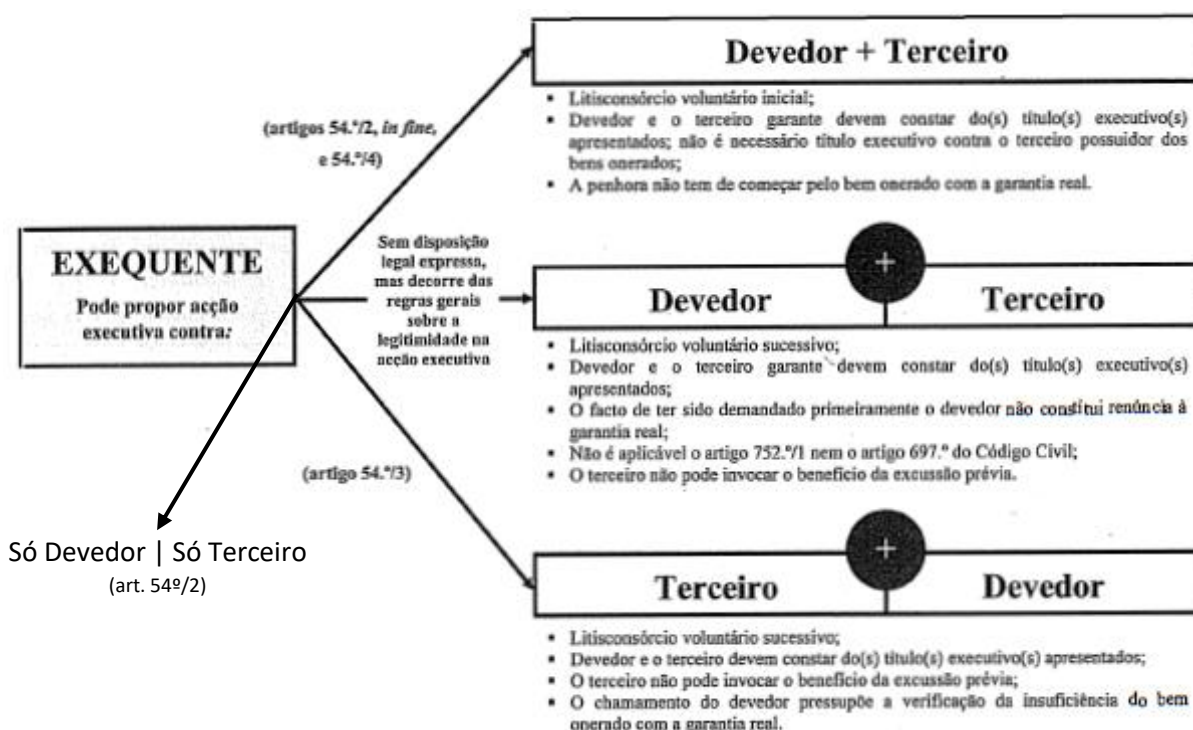 Devedor + Terceiro
▪ Litisconsórcio voluntário inicial;
▪ Devedor e o terceiro garante devem constar do(s) título(s) executivo(s)
apresentados; não é necessário título executivo contra o terceiro possuidor dos
bens onerados;
▪ A penhora não tem de começar pelo bem onerado com a garantia real.
(artigos 54.º/2, in fine,
e 54.º/4)
EXEQUENTE
Pode propor acção
executiva contra:
Sem disposição
legal expressa,
mas decorre das
regras gerais
sobre a
legitimidade na
acção executiva
+
Devedor
Terceiro
▪ Litisconsórcio voluntário sucessivo;
▪ Devedor e o terceiro garante devem constar do(s) título(s) executivo(s)
apresentados;
▪ O facto de ter sido demandado primeiramente o devedor não constitui renúncia à
garantia real;
▪ Não é aplicável o artigo 752.º/1 nem o artigo 697.º do Código Civil;
▪ O terceiro não pode invocar o benefício da excussão prévia.
(artigo 54.º/3)
Só Devedor | Só Terceiro
(art. 54º/2)
+
Terceiro
Devedor
▪ Litisconsórcio voluntário sucessivo;
▪ Devedor e o terceiro devem constar do(s) título(s) executivo(s) apresentados;
▪ O terceiro não pode invocar o benefício da excussão prévia;
▪ O chamamento do devedor pressupõe a verificação da insuficiência do bem
onerado com a garantia real.